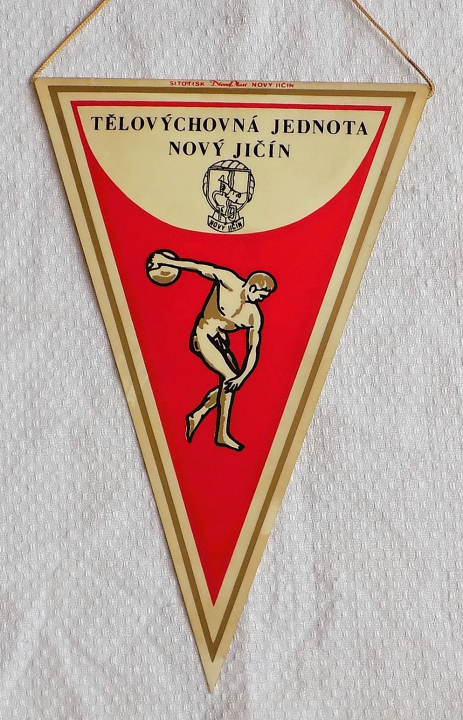 SÍTOTISK NOVÝ JIČÍN
TĚLOVÝCHOVNÁ JEDNOTA
NOVÝ JIČÍN
NOVÝ JIČÍN